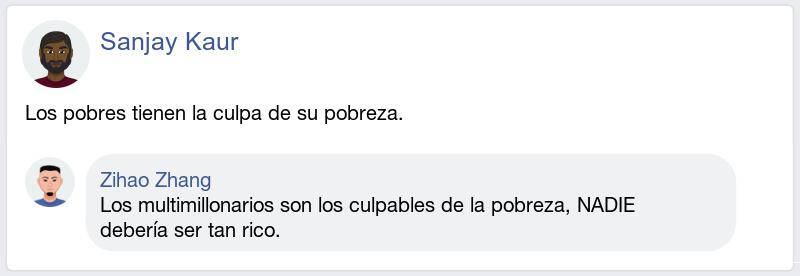 Sanjay Kaur
Los pobres tienen la culpa de su pobreza.
Zihao Zhang
Los multimillonarios son los culpables de la pobreza, NADIE
debería ser tan rico.